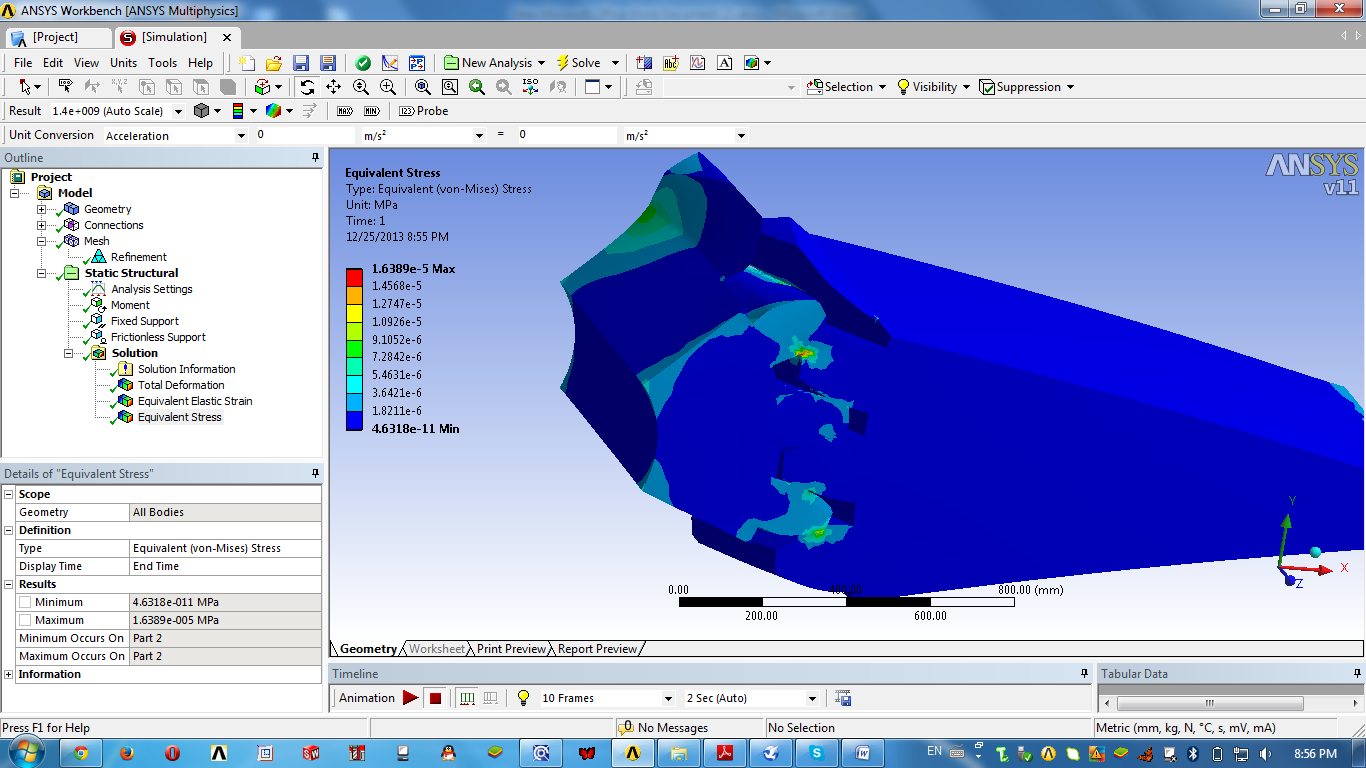 ANSYS Workbench [ANSYS Multiphysics]
[Project]
[Simulation]
File Edit View Units Tools Help
New Analysis
Solve
Selection
Visibility
Suppression
Result 1.4e+009 (Auto Scale)
MAX MIN
Probe
Unit Conversion Acceleration 0 m/s² = 0 m/s²
Outline
Project
Model
Geometry
Connections
Mesh
Refinement
Static Structural
Analysis Settings
Moment
Fixed Support
Frictionless Support
Solution
Solution Information
Total Deformation
Equivalent Elastic Strain
Equivalent Stress
Details of "Equivalent Stress"
Scope
Geometry All Bodies
Definition
Type Equivalent (von-Mises) Stress
Display Time End Time
Results
Minimum 4.6318e-011 MPa
Maximum 1.6389e-005 MPa
Minimum Occurs On Part 2
Maximum Occurs On Part 2
Information
Equivalent Stress
Type: Equivalent (von-Mises) Stress
Unit: MPa
Time: 1
12/25/2013 8:55 PM
1.6389e-5 Max
1.4568e-5
1.2747e-5
1.0926e-5
9.1052e-6
7.2842e-6
5.4631e-6
3.6421e-6
1.8211e-6
4.6318e-11 Min
ANSYS
v11
Y
X
Z
0.00 400.00 800.00 (mm)
200.00 600.00
Geometry Worksheet Print Preview Report Preview
Timeline
Animation 10 Frames 2 Sec (Auto)
Tabular Data
Press F1 for Help
0 No Messages
No Selection
Metric (mm, kg, N, °C, s, mV, mA)
EN
8:56 PM